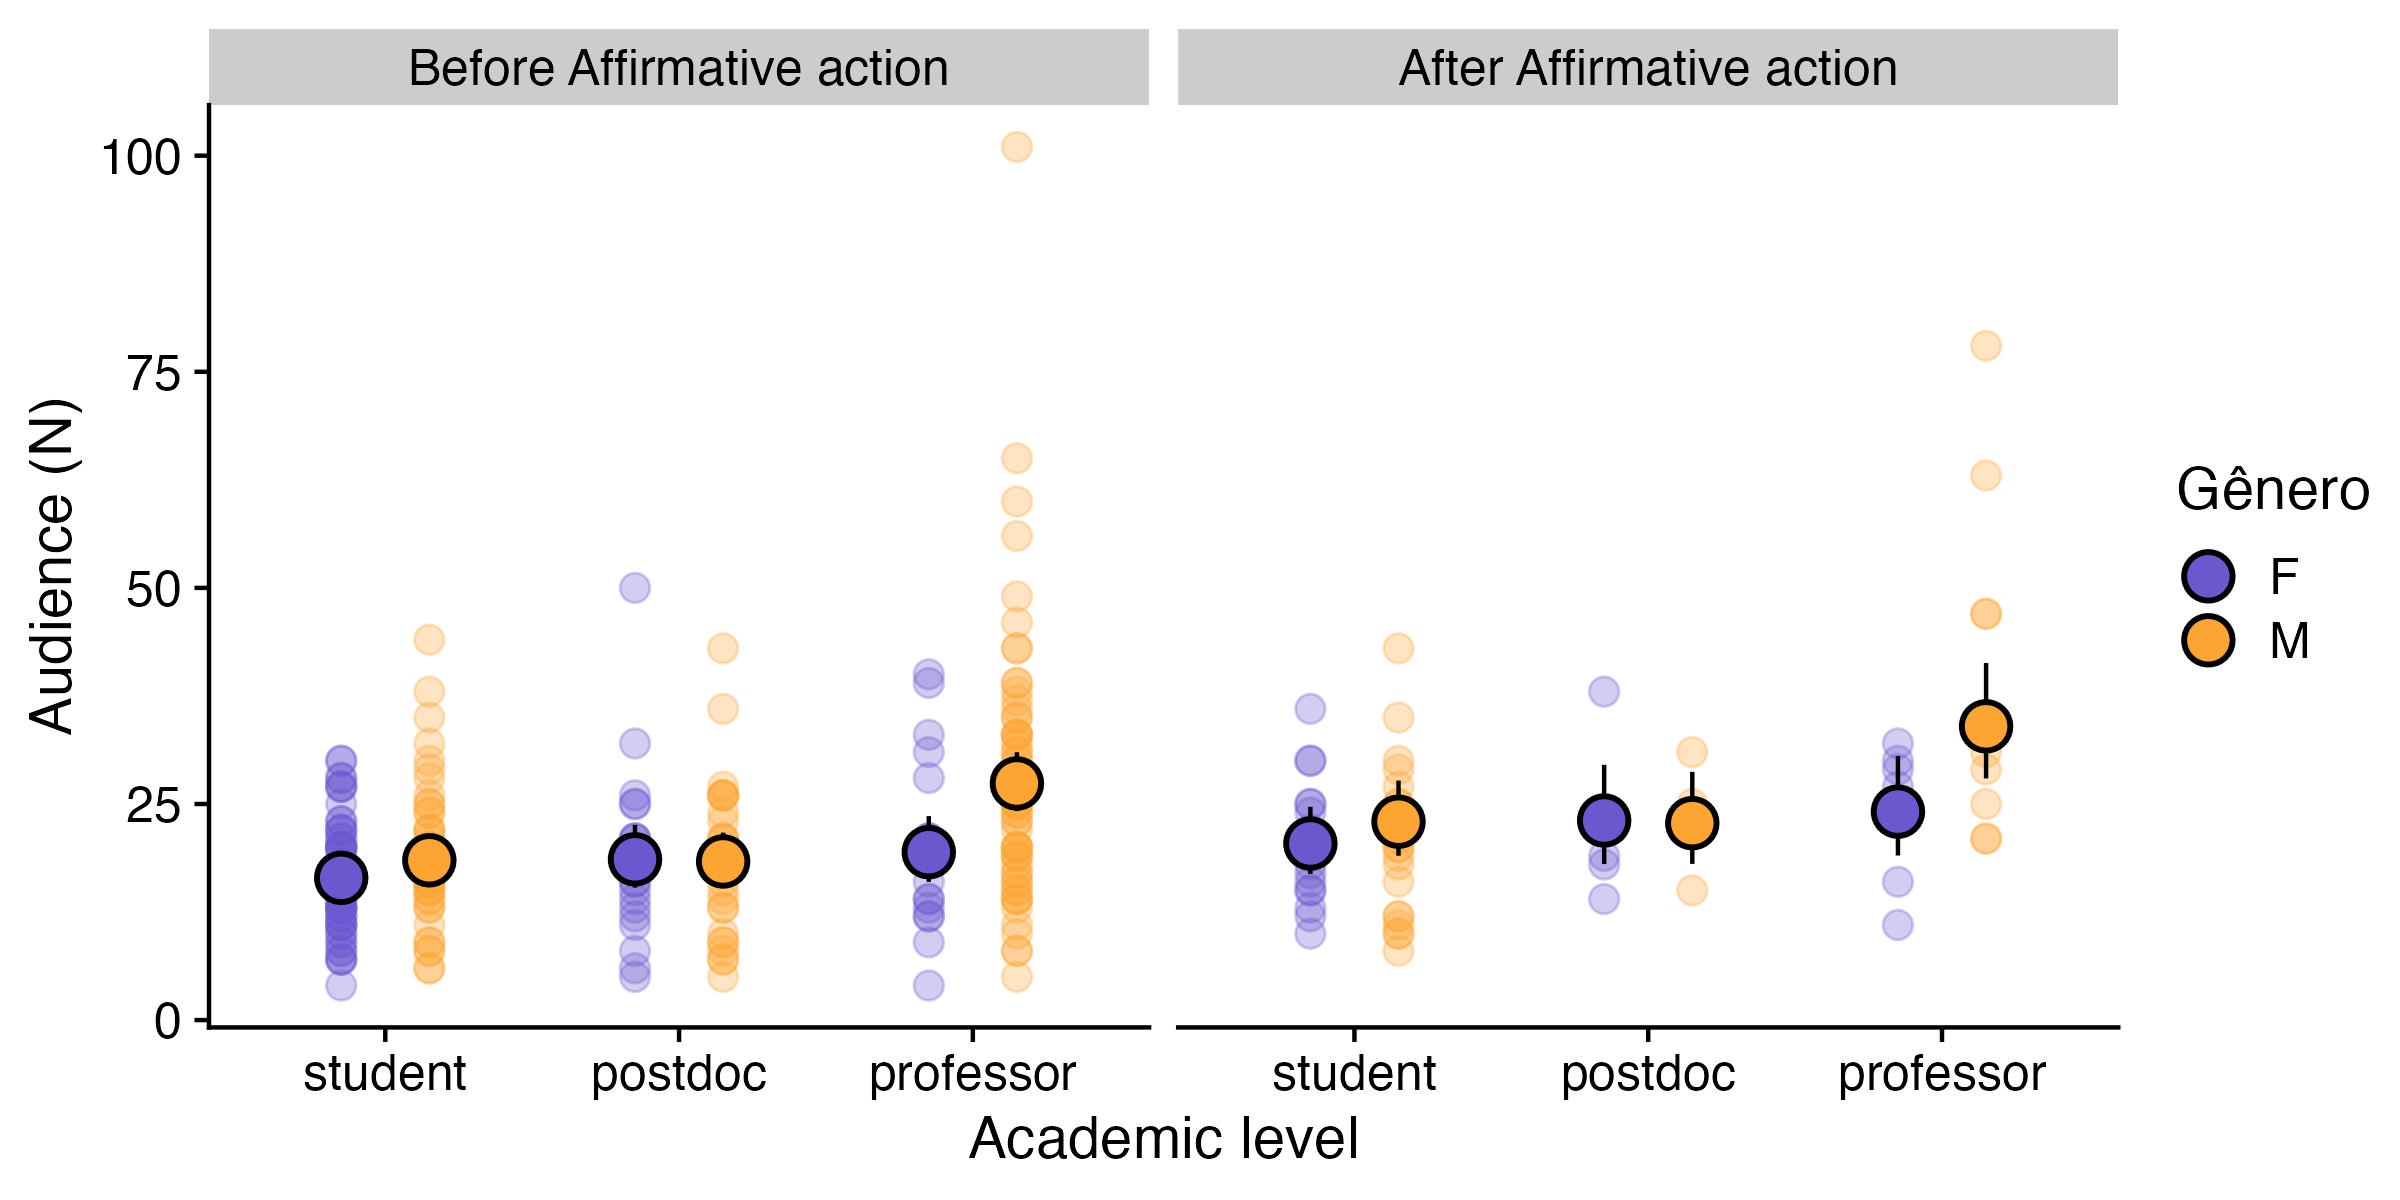 Before Affirmative action
After Affirmative action
100
75
50
25
0
Audience (N)
student
postdoc
professor
student
postdoc
professor
Academic level
Gênero
F
M